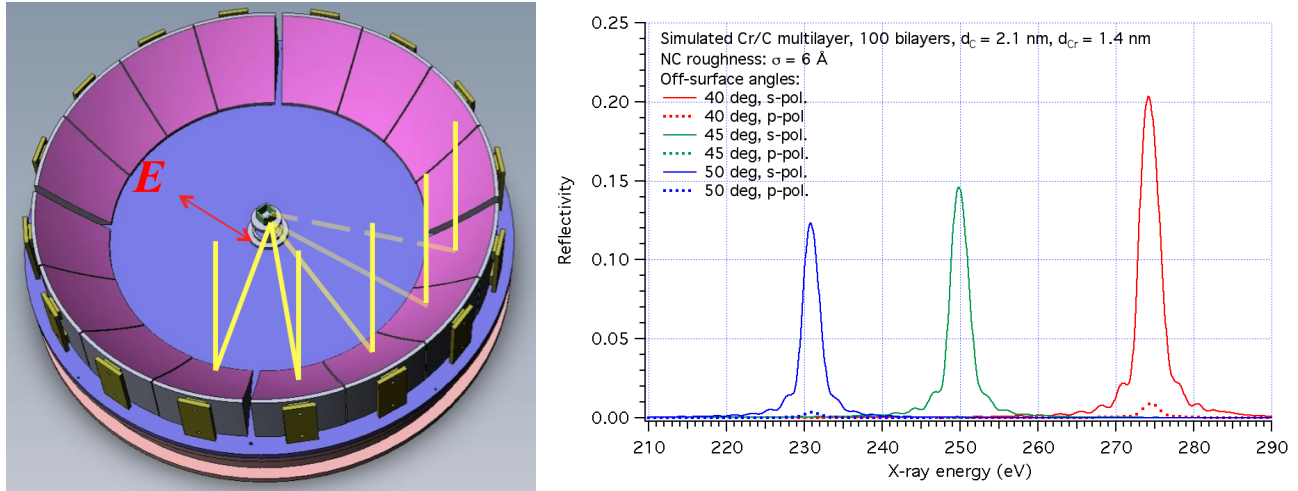 E
Simulated Cr/C multilayer, 100 bilayers, d_C = 2.1 nm, d_Cr = 1.4 nm
NC roughness: σ = 6 Å
Off-surface angles:
40 deg, s-pol.
40 deg, p-pol
45 deg, s-pol.
45 deg, p-pol.
50 deg, s-pol.
50 deg, p-pol.
0.25
0.20
0.15
0.10
0.05
0.00
Reflectivity
210 220 230 240 250 260 270 280 290
X-ray energy (eV)